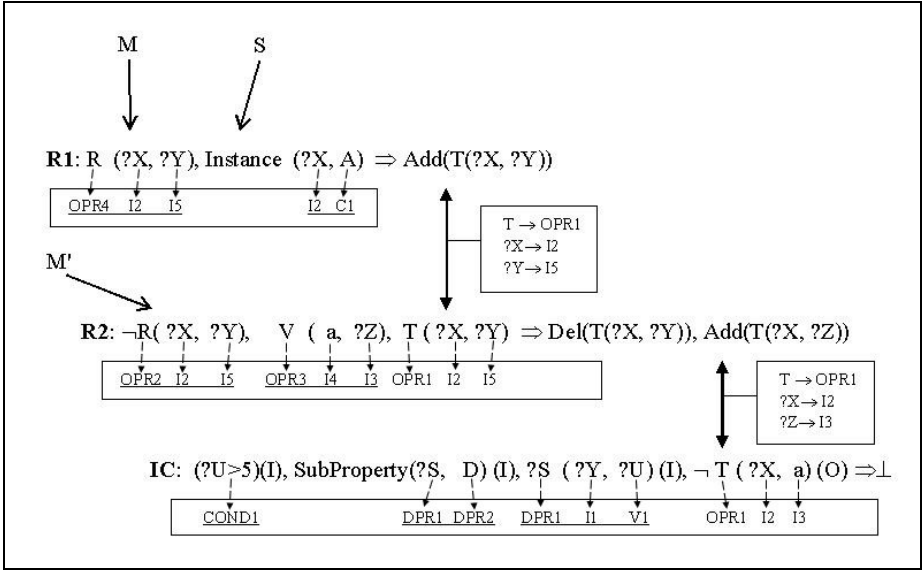 M S
R1: R (?X, ?Y), Instance (?X, A) ⇒ Add(T(?X, ?Y))
OPR4 I2 I5 I2 C1
T → OPR1
?X→ I2
?Y→ I5
M'
R2: ¬R( ?X, ?Y), V ( a, ?Z), T ( ?X, ?Y) ⇒ Del(T(?X, ?Y)), Add(T(?X, ?Z))
OPR2 I2 I5 OPR3 I4 I3 OPR1 I2 I5
T → OPR1
?X→ I2
?Z→ I3
IC: (?U>5)(I), SubProperty(?S, D) (I), ?S ( ?Y, ?U) (I), ¬ T ( ?X, a) (O) ⇒⊥
COND1 DPR1 DPR2 DPR1 I1 V1 OPR1 I2 I3